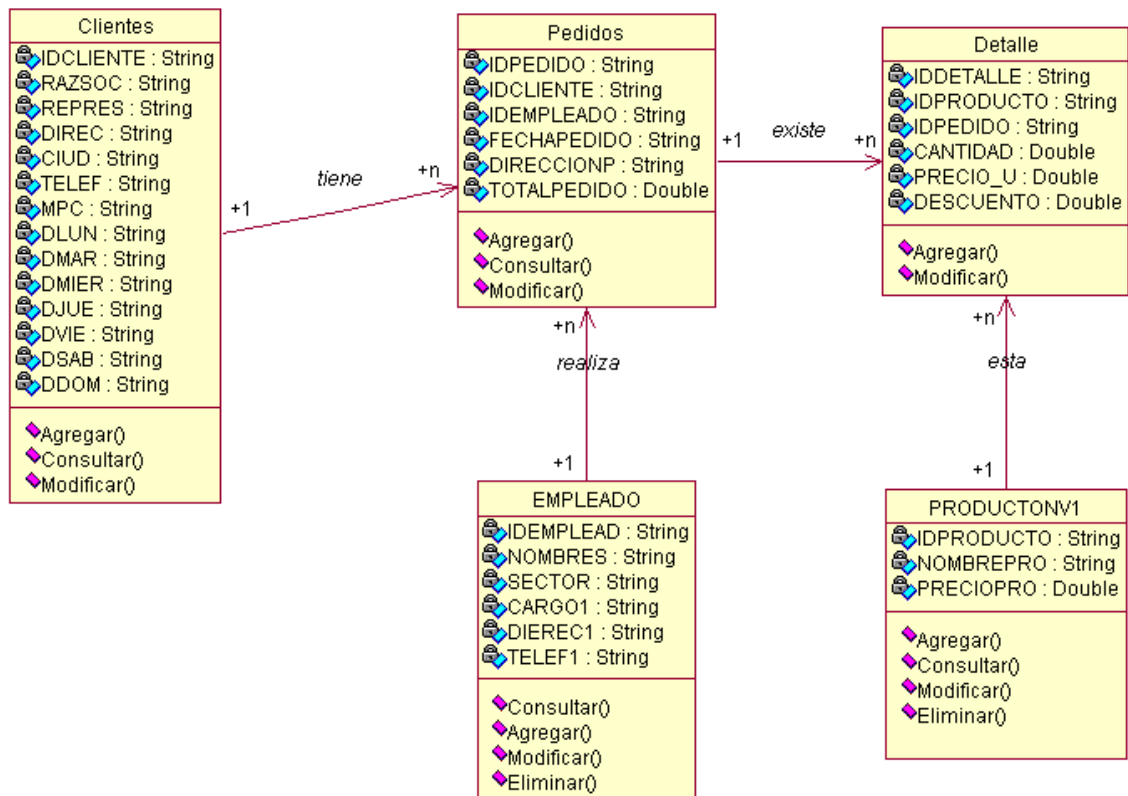 Clientes
IDCLIENTE : String
RAZSOC : String
REPRES : String
DIREC : String
CIUD : String
TELEF : String
MPC : String
DLUN : String
DMAR : String
DMIER : String
DJUE : String
DVIE : String
DSAB : String
DDOM : String
Agregar()
Consultar()
Modificar()
+1
tiene
+n
Pedidos
IDPEDIDO : String
IDCLIENTE : String
IDEMPLEADO : String
FECHAPEDIDO : String
DIRECCIONP : String
TOTALPEDIDO : Double
Agregar()
Consultar()
Modificar()
+1
existe
+n
Detalle
IDDETALLE : String
IDPRODUCTO : String
IDPEDIDO : String
CANTIDAD : Double
PRECIO_U : Double
DESCUENTO : Double
Agregar()
Modificar()
+n
realiza
+1
EMPLEADO
IDEMPLEAD : String
NOMBRES : String
SECTOR : String
CARGO1 : String
DIEREC1 : String
TELEF1 : String
Consultar()
Agregar()
Modificar()
Eliminar()
+n
esta
+1
PRODUCTONV1
IDPRODUCTO : String
NOMBREPRO : String
PRECIOPRO : Double
Agregar()
Consultar()
Modificar()
Eliminar()